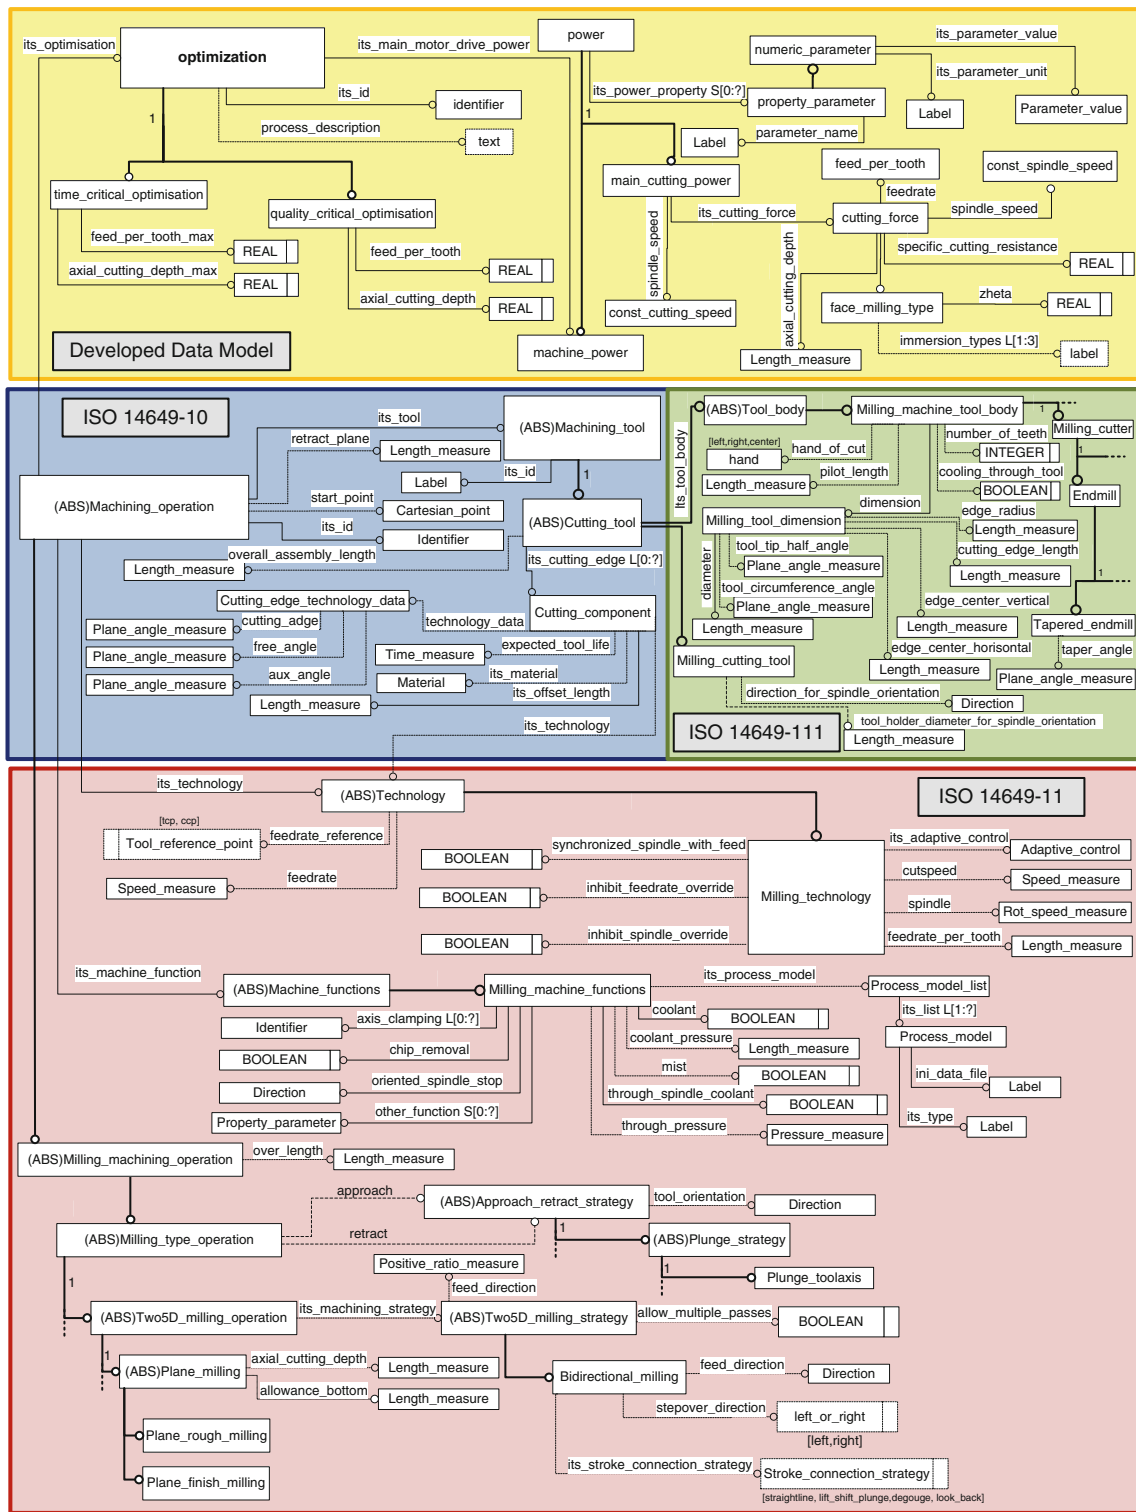 its_optimisation
optimization
its_main_motor_drive_power
power
numeric_parameter
its_parameter_value
its_parameter_unit
its_id
identifier
its_power_property S[0:?]
property_parameter
Label
Parameter_value
1
process_description
text
1
Label
parameter_name
feed_per_tooth
const_spindle_speed
time_critical_optimisation
main_cutting_power
feedrate
quality_critical_optimisation
its_cutting_force
cutting_force
spindle_speed
feed_per_tooth_max
REAL
feed_per_tooth
REAL
spindle_speed
specific_cutting_resistance
REAL
axial_cutting_depth_max
REAL
axial_cutting_depth
REAL
axial_cutting_depth
zheta
REAL
face_milling_type
const_cutting_speed
immersion_types L[1:3]
label
Developed Data Model
machine_power
Length_measure
ISO 14649-10
its_tool
(ABS)Machining_tool
retract_plane
Length_measure
its_id
Label
1
(ABS)Machining_operation
start_point
Cartesian_point
(ABS)Cutting_tool
its_id
Identifier
overall_assembly_length
Length_measure
its_cutting_edge L[0:?]
Cutting_edge_technology_data
Cutting_component
technology_data
Plane_angle_measure
cutting_adge
Plane_angle_measure
free_angle
Time_measure
expected_tool_life
Plane_angle_measure
aux_angle
Material
its_material
its_offset_length
Length_measure
its_technology
Its_tool_body
(ABS)Tool_body
Milling_machine_tool_body
1
Milling_cutter
[left,right,center]
hand
hand_of_cut
number_of_teeth
INTEGER
1
Length_measure
pilot_length
cooling_through_tool
BOOLEAN
Endmill
dimension
Milling_tool_dimension
edge_radius
Length_measure
tool_tip_half_angle
Plane_angle_measure
cutting_edge_length
Length_measure
1
diameter
tool_circumference_angle
Plane_angle_measure
edge_center_vertical
Length_measure
Length_measure
Tapered_endmill
Milling_cutting_tool
edge_center_horisontal
Length_measure
taper_angle
Plane_angle_measure
direction_for_spindle_orientation
Direction
ISO 14649-111
tool_holder_diameter_for_spindle_orientation
Length_measure
its_technology
(ABS)Technology
ISO 14649-11
[tcp, ccp]
Tool_reference_point
feedrate_reference
Speed_measure
feedrate
synchronized_spindle_with_feed
BOOLEAN
inhibit_feedrate_override
BOOLEAN
inhibit_spindle_override
BOOLEAN
Milling_technology
its_adaptive_control
Adaptive_control
cutspeed
Speed_measure
spindle
Rot_speed_measure
feedrate_per_tooth
Length_measure
its_machine_function
(ABS)Machine_functions
Milling_machine_functions
its_process_model
Process_model_list
Identifier
axis_clamping L[0:?]
coolant
BOOLEAN
its_list L[1:?]
Process_model
BOOLEAN
chip_removal
coolant_pressure
Length_measure
Direction
oriented_spindle_stop
mist
BOOLEAN
ini_data_file
Label
Property_parameter
other_function S[0:?]
through_spindle_coolant
BOOLEAN
its_type
Label
through_pressure
Pressure_measure
(ABS)Milling_machining_operation
over_length
Length_measure
approach
(ABS)Approach_retract_strategy
tool_orientation
Direction
(ABS)Milling_type_operation
retract
1
(ABS)Plunge_strategy
1
Positive_ratio_measure
1
Plunge_toolaxis
feed_direction
(ABS)Two5D_milling_operation
its_machining_strategy
(ABS)Two5D_milling_strategy
allow_multiple_passes
BOOLEAN
1
(ABS)Plane_milling
axial_cutting_depth
Length_measure
allowance_bottom
Length_measure
Bidirectional_milling
feed_direction
Direction
stepover_direction
left_or_right
[left,right]
Plane_rough_milling
Plane_finish_milling
its_stroke_connection_strategy
Stroke_connection_strategy
[straightline, lift_shift_plunge,degouge, look_back]